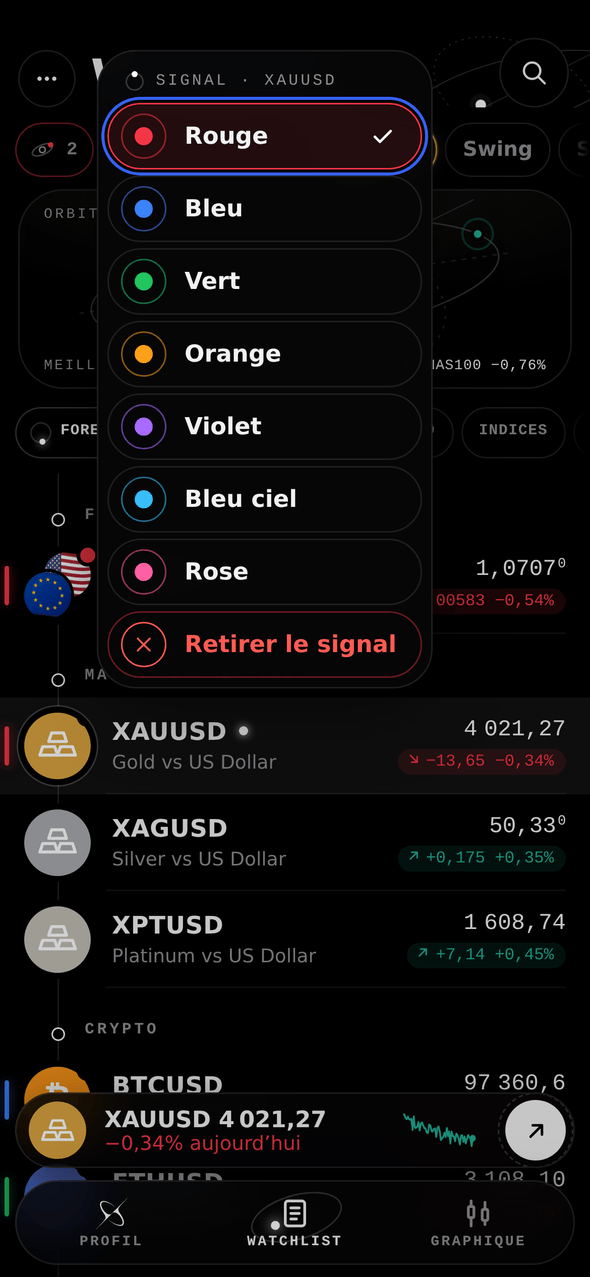 SIGNAL · XAUUSD
2
Rouge
Swing
Bleu
ORBIT
Vert
Orange
MEILL
AS100 −0,76%
Violet
FORE
INDICES
Bleu ciel
F
Rose
1,0707⁰
00583 −0,54%
Retirer le signal
MA
XAUUSD
4 021,27
Gold vs US Dollar
↘ −13,65 −0,34%
XAGUSD
50,33⁰
Silver vs US Dollar
↗ +0,175 +0,35%
XPTUSD
1 608,74
Platinum vs US Dollar
↗ +7,14 +0,45%
CRYPTO
BTCUSD
97 360,6
XAUUSD 4 021,27
−0,34% aujourd’hui
ETHUSD
3 108,10
PROFIL
WATCHLIST
GRAPHIQUE